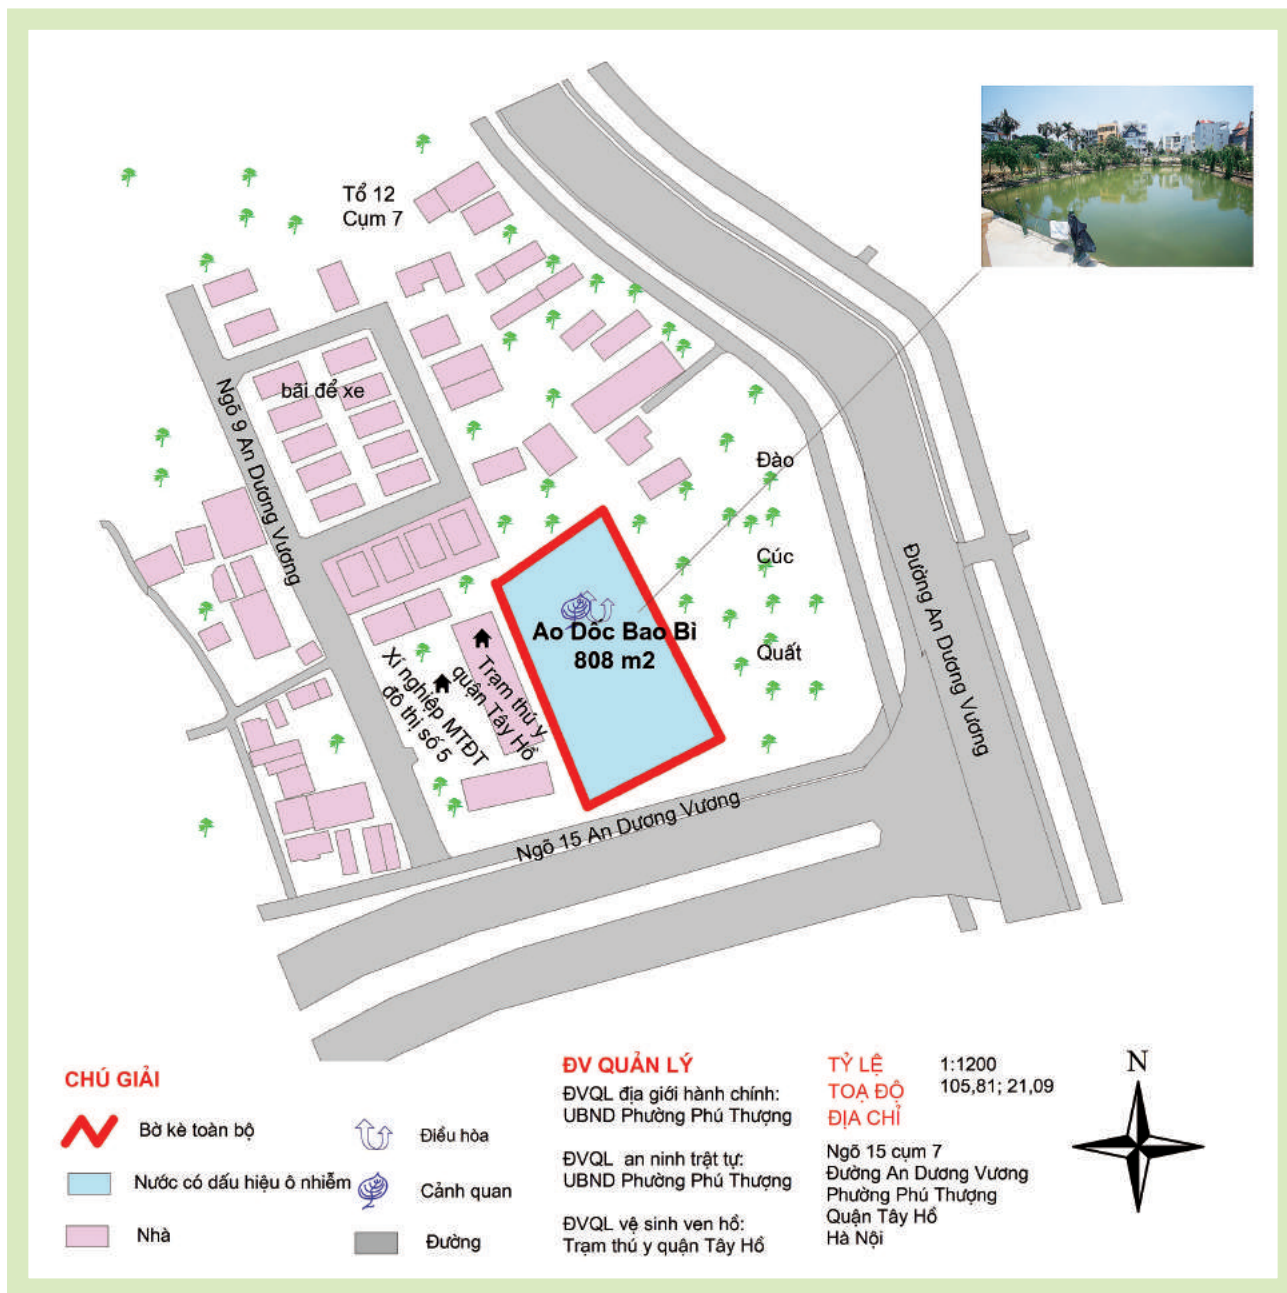 Tổ 12
Cụm 7
bãi để xe
Ngõ 9 An Dương Vương
Đào
Cúc
Quất
Đường An Dương Vương
Ao Dốc Bao Bì
808 m2
Trạm thú y
quận Tây Hồ
Xí nghiệp MTĐT
đô thị số 5
Ngõ 15 An Dương Vương
CHÚ GIẢI
Bờ kè toàn bộ
Nước có dấu hiệu ô nhiễm
Nhà
Điều hòa
Cảnh quan
Đường
ĐV QUẢN LÝ
ĐVQL địa giới hành chính:
UBND Phường Phú Thượng
ĐVQL an ninh trật tự:
UBND Phường Phú Thượng
ĐVQL vệ sinh ven hồ:
Trạm thú y quận Tây Hồ
TỶ LỆ 1:1200
TOẠ ĐỘ 105,81; 21,09
ĐỊA CHỈ
Ngõ 15 cụm 7
Đường An Dương Vương
Phường Phú Thượng
Quận Tây Hồ
Hà Nội
N